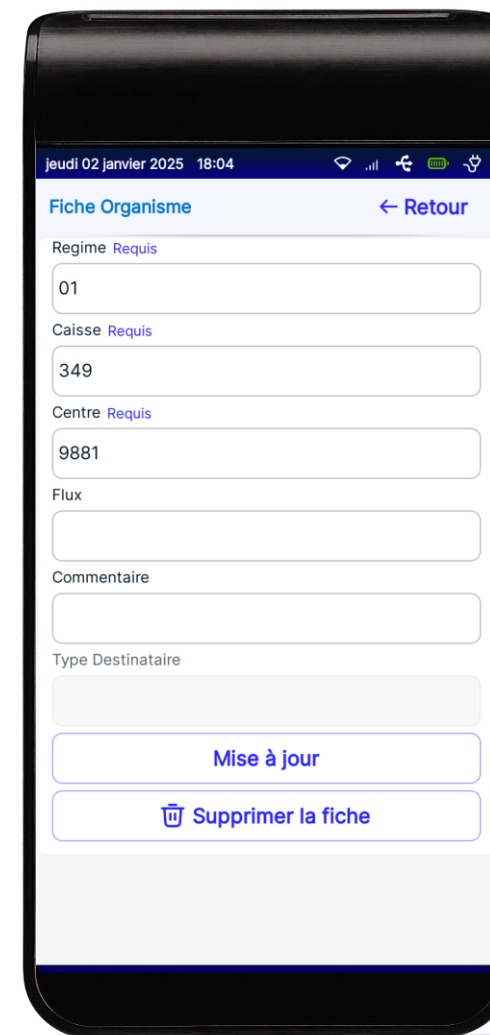 jeudi 02 janvier 2025 18:04
Fiche Organisme ← Retour
Regime Requis
01
Caisse Requis
349
Centre Requis
9881
Flux
Commentaire
Type Destinataire
Mise à jour
Supprimer la fiche